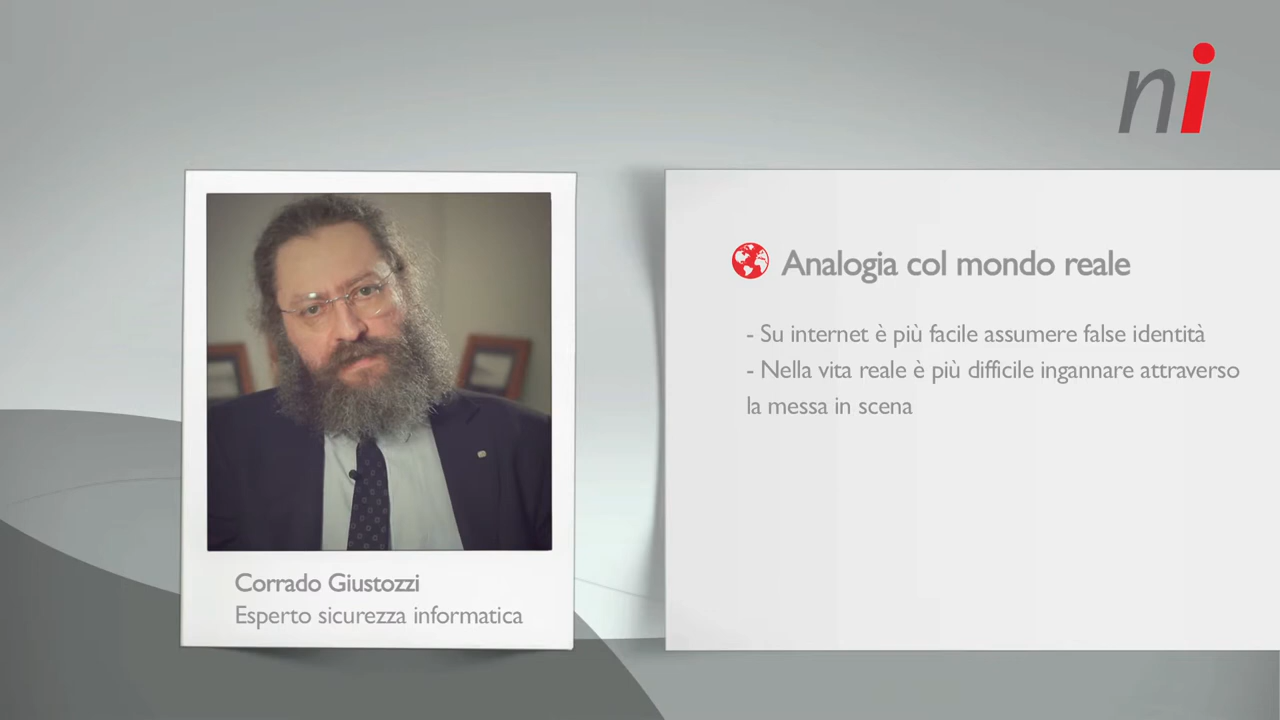 ni
Corrado Giustozzi
Esperto sicurezza informatica
Analogia col mondo reale
- Su internet è più facile assumere false identità
- Nella vita reale è più difficile ingannare attraverso
la messa in scena